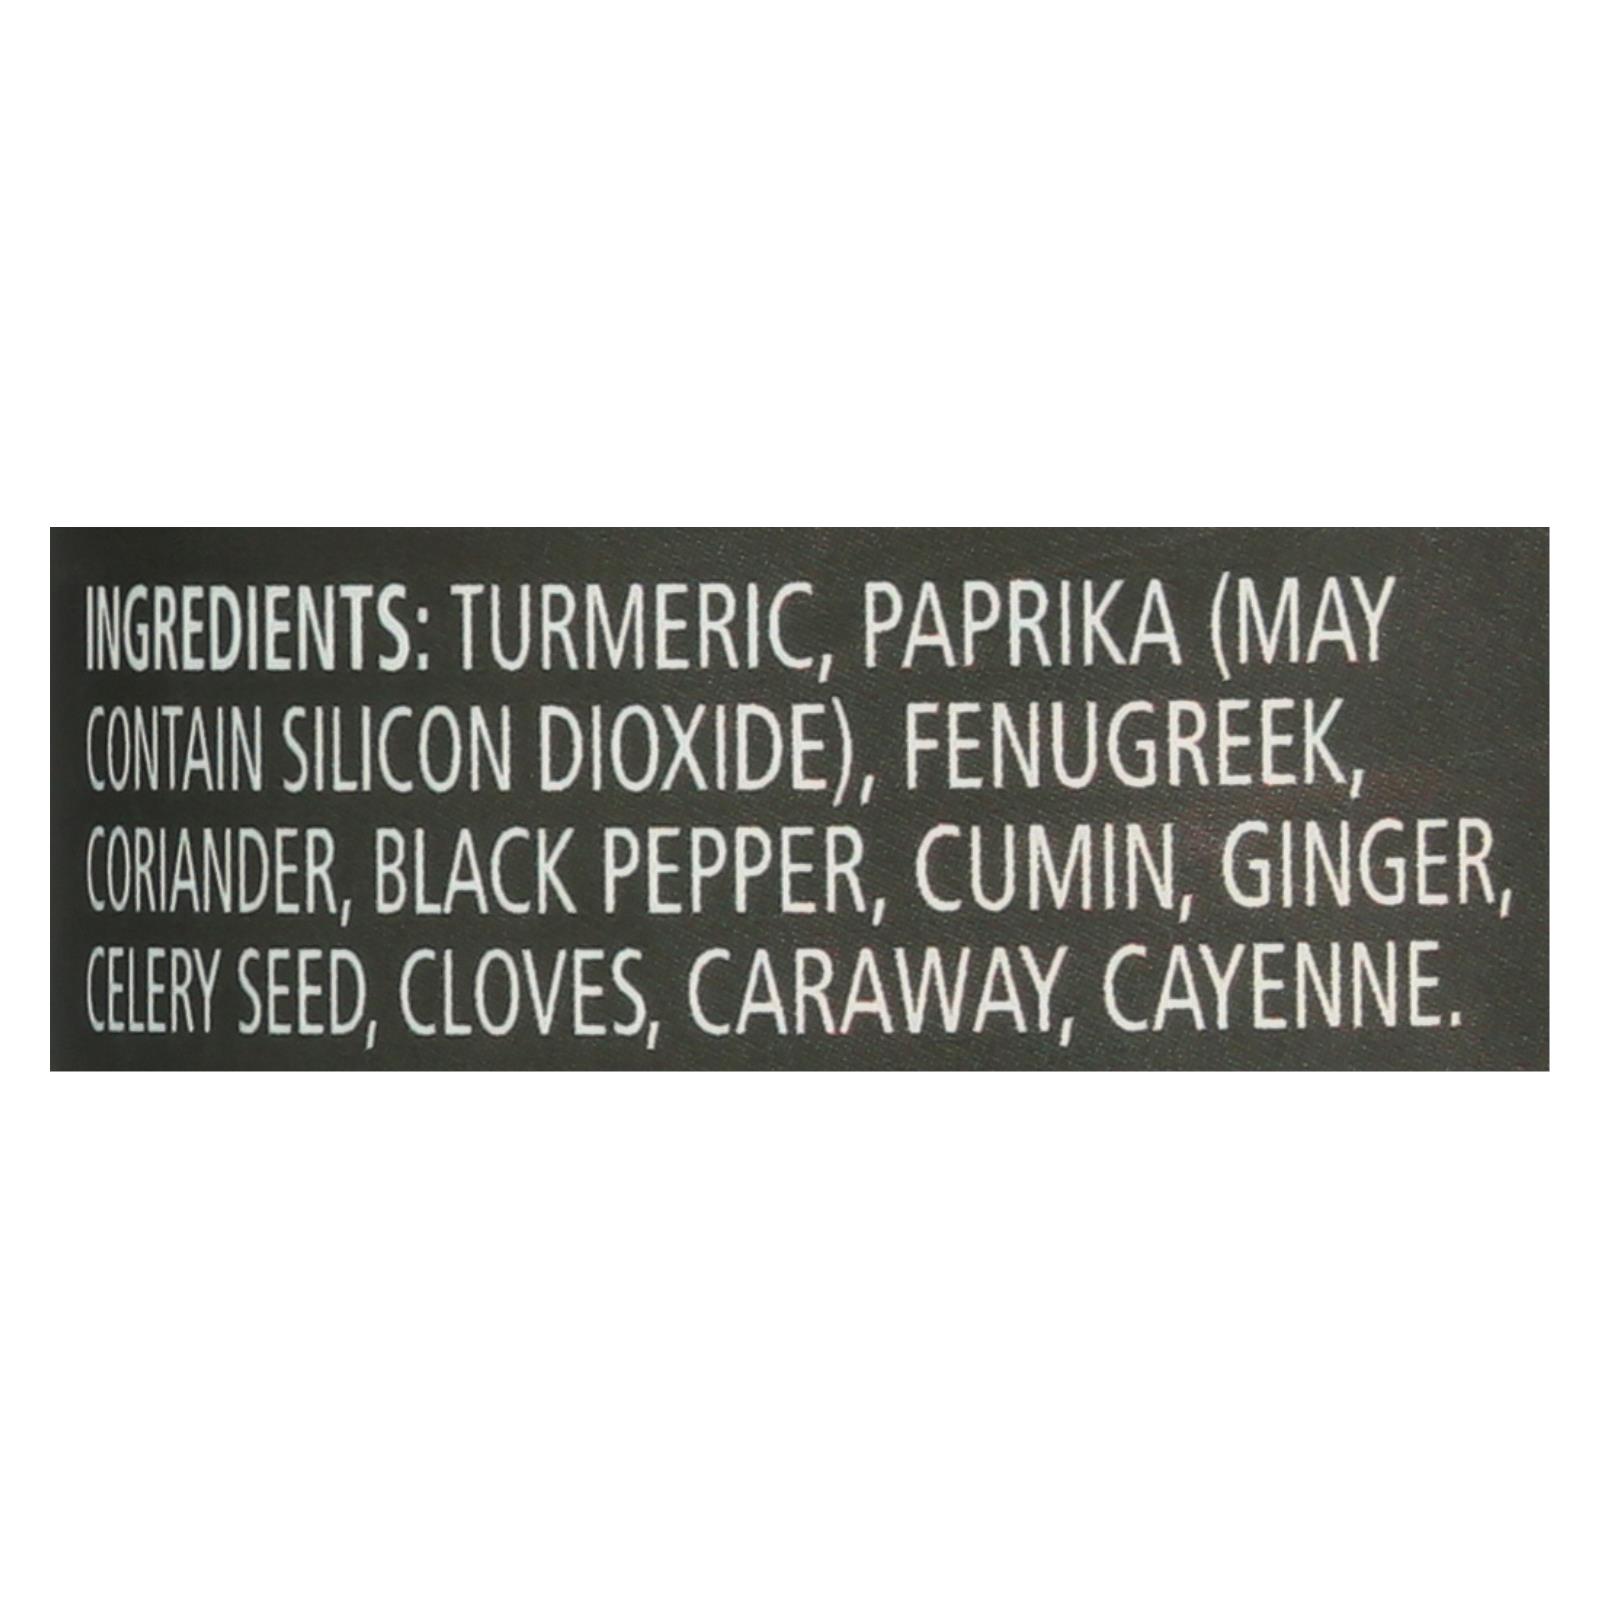 INGREDIENTS: TURMERIC, PAPRIKA (MAY
CONTAIN SILICON DIOXIDE), FENUGREEK,
CORIANDER, BLACK PEPPER, CUMIN, GINGER,
CELERY SEED, CLOVES, CARAWAY, CAYENNE.